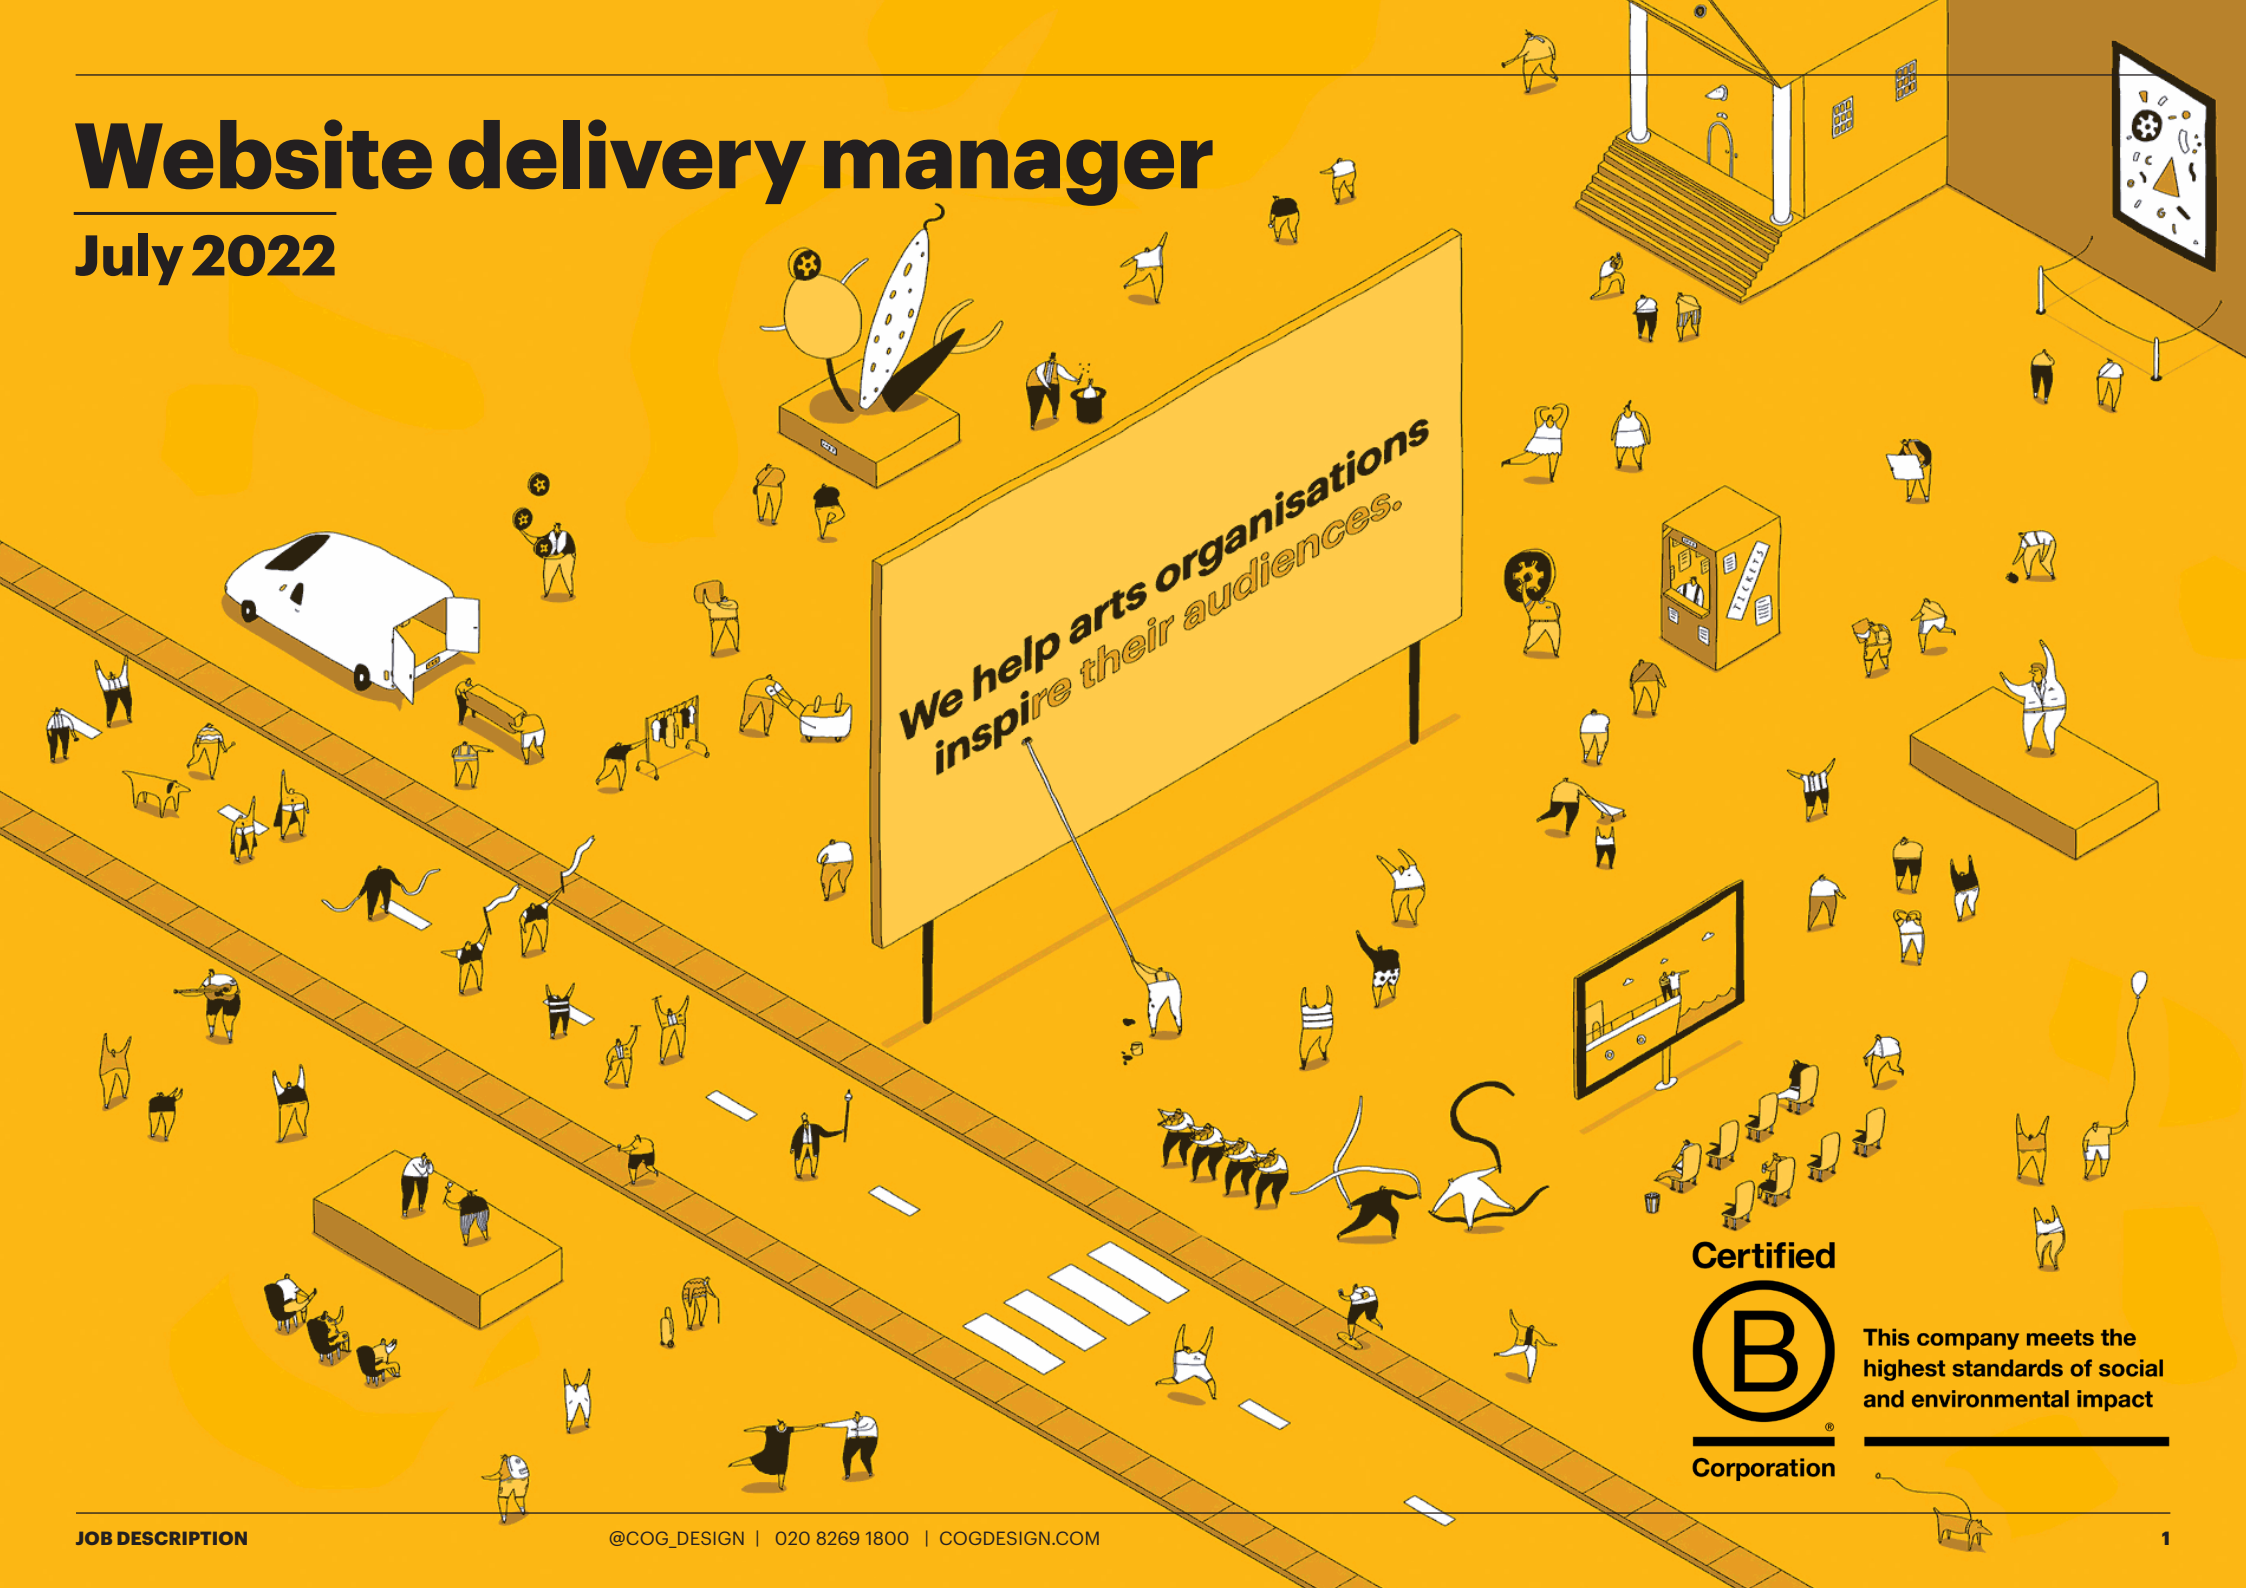 Website delivery manager
July 2022
We help arts organisations
inspire their audiences.
TICKETS
Certified
B
®
Corporation
This company meets the
highest standards of social
and environmental impact
JOB DESCRIPTION
@COG_DESIGN | 020 8269 1800 | COGDESIGN.COM
1